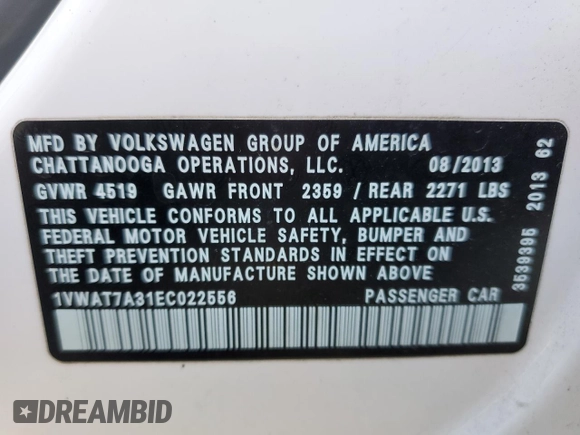 MFD BY VOLKSWAGEN GROUP OF AMERICA
CHATTANOOGA OPERATIONS, LLC. 08/2013
GVWR 4519 GAWR FRONT 2359 / REAR 2271 LBS
THIS VEHICLE CONFORMS TO ALL APPLICABLE U.S.
FEDERAL MOTOR VEHICLE SAFETY, BUMPER AND
THEFT PREVENTION STANDARDS IN EFFECT ON
THE DATE OF MANUFACTURE SHOWN ABOVE
1VWAT7A31EC022556 PASSENGER CAR
3539395 2013 62
DREAMBID